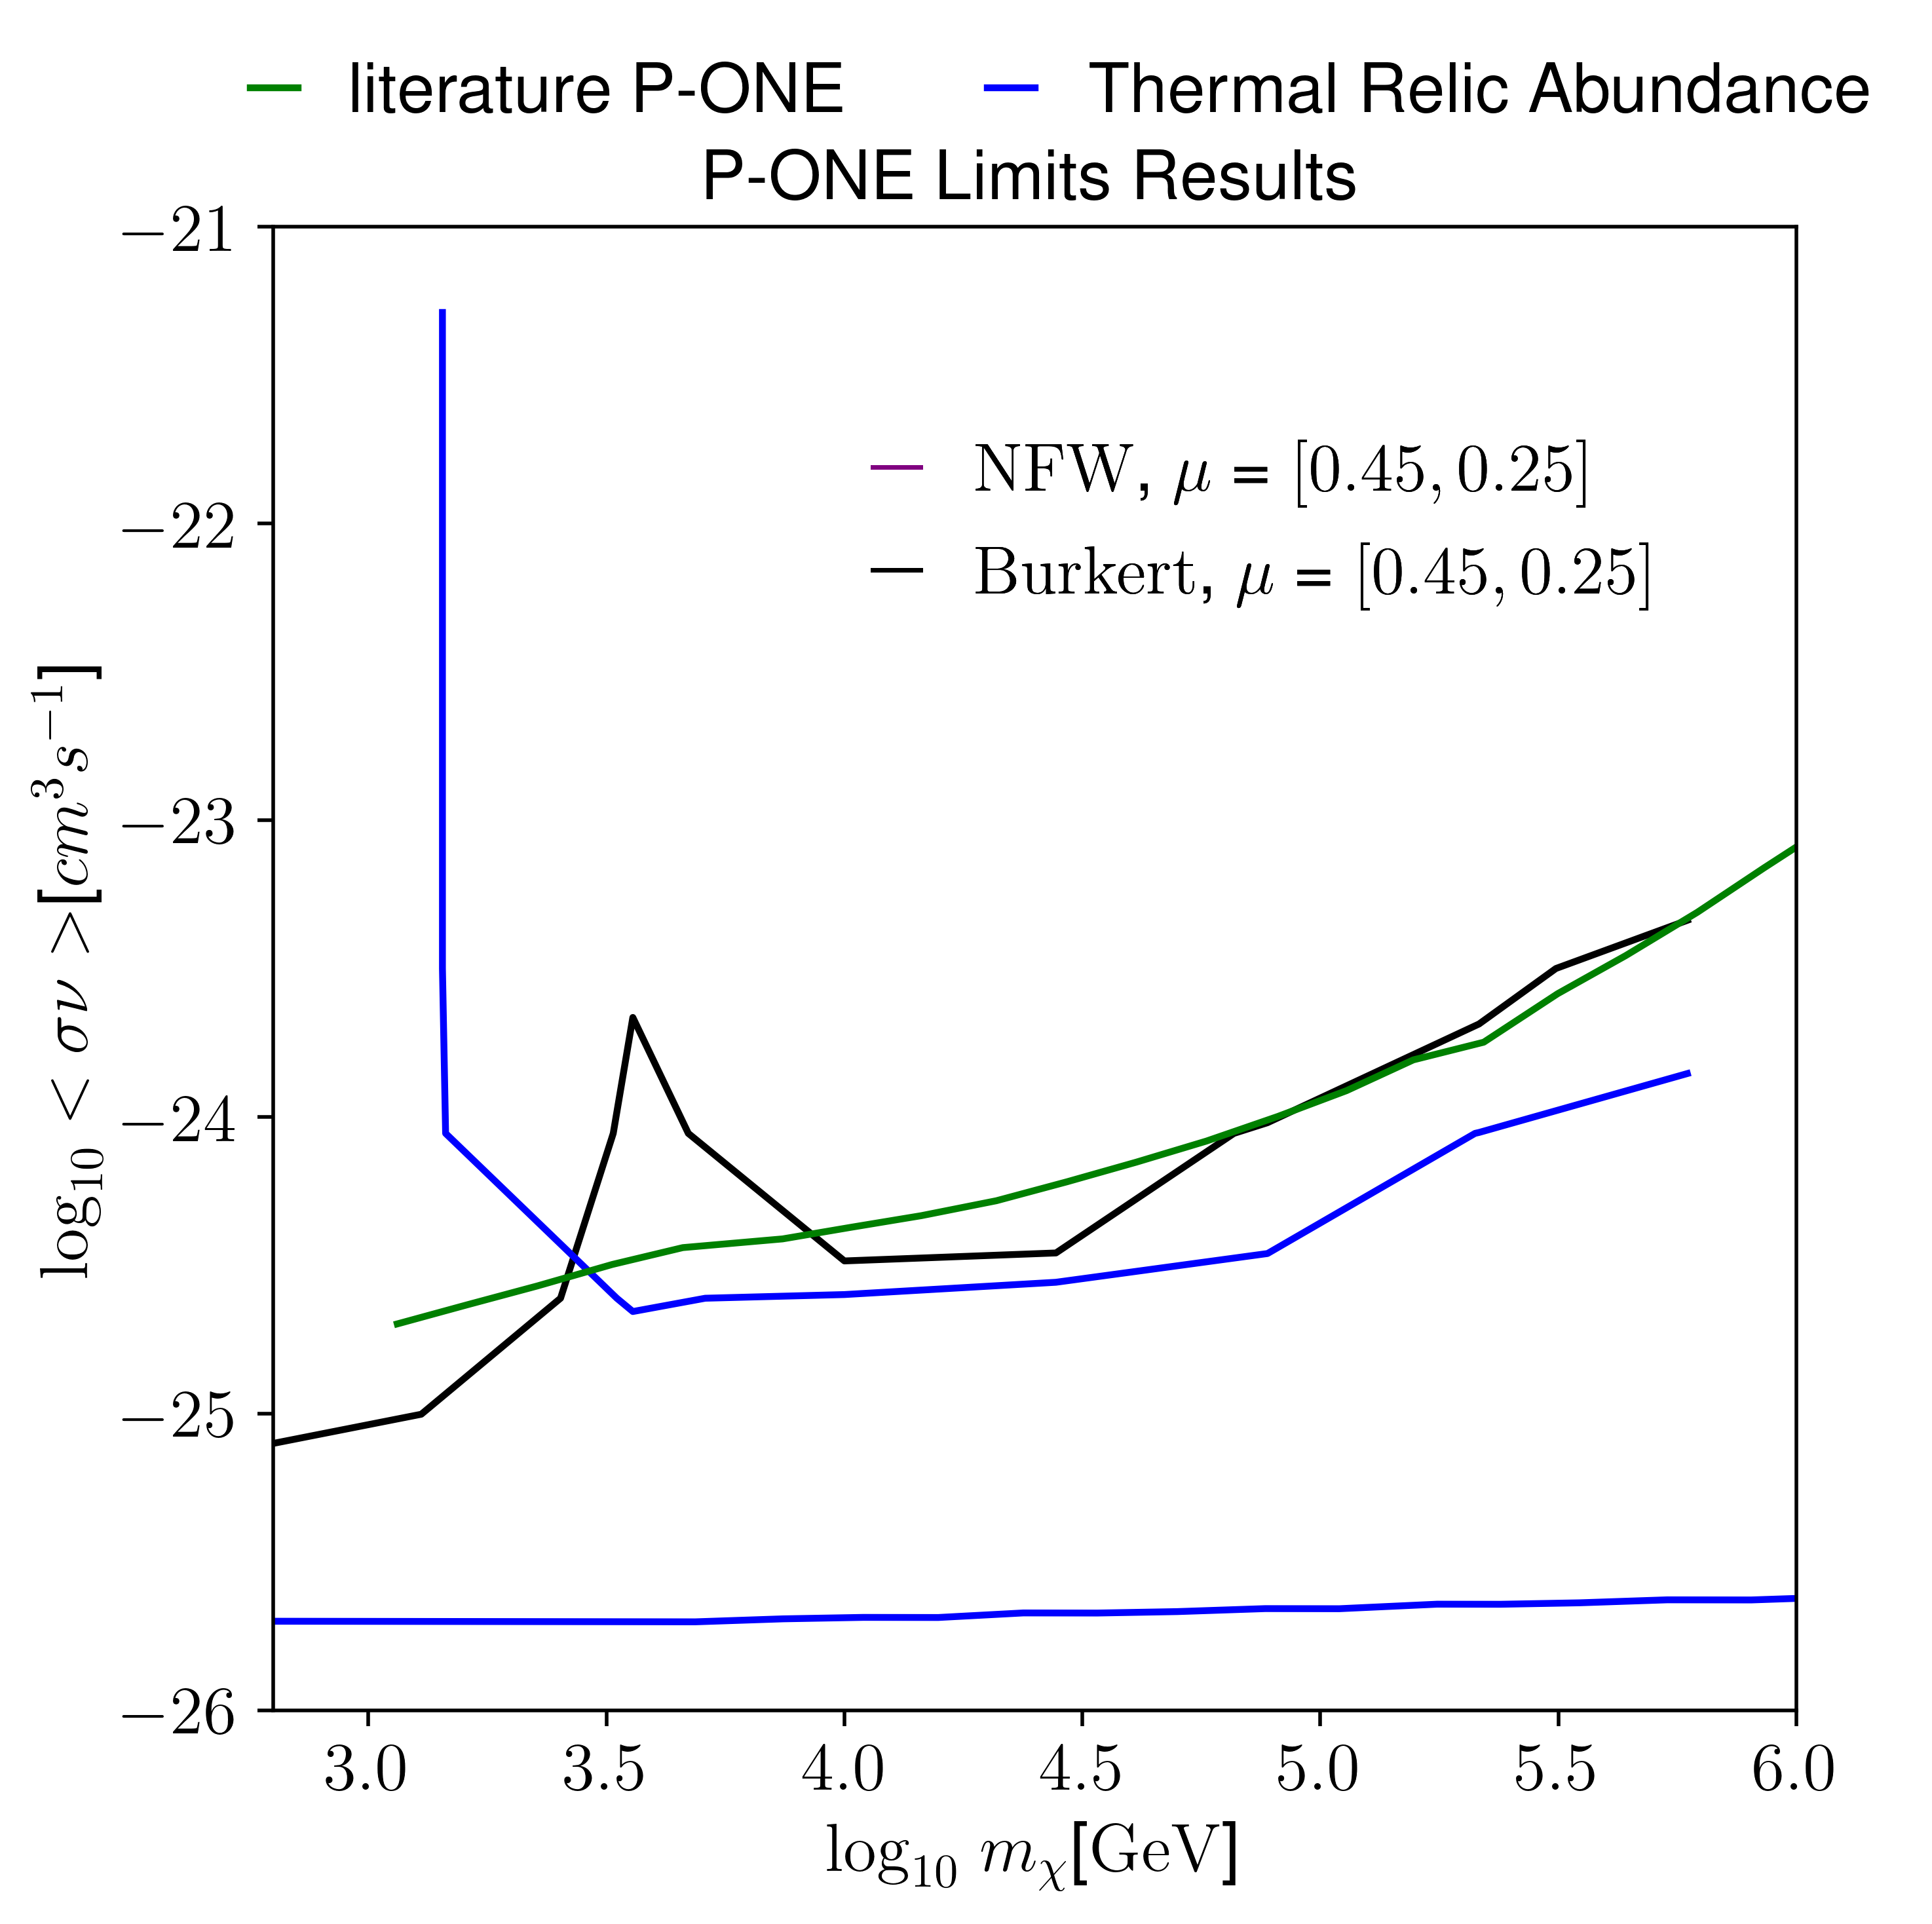 literature P-ONE Thermal Relic Abundance
P-ONE Limits Results
−21
NFW, μ = [0.45, 0.25]
−22
Burkert, μ = [0.45, 0.25]
log₁₀ < σν >[cm³s⁻¹]
−23
−24
−25
−26
3.0 3.5 4.0 4.5 5.0 5.5 6.0
log₁₀ mᵪ[GeV]